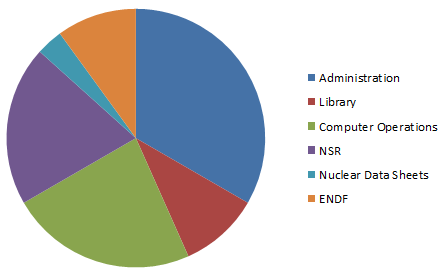 Administration
Library
Computer Operations
NSR
Nuclear Data Sheets
ENDF